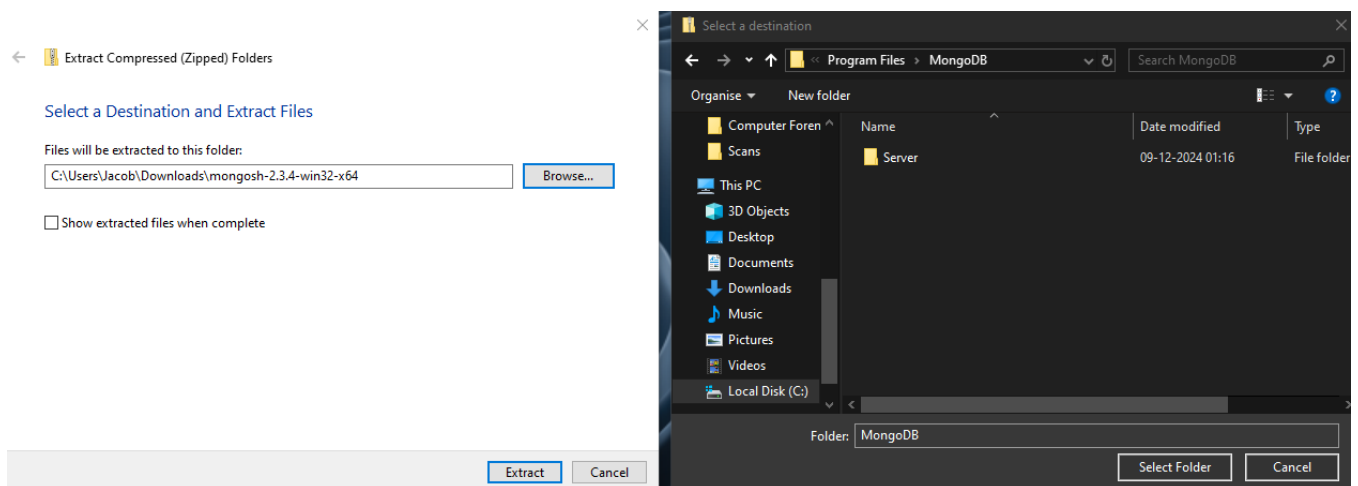 Extract Compressed (Zipped) Folders
Select a Destination and Extract Files
Files will be extracted to this folder:
C:\Users\Jacob\Downloads\mongosh-2.3.4-win32-x64
Browse...
Show extracted files when complete
Extract
Cancel
Select a destination
« Program Files › MongoDB
Search MongoDB
Organise
New folder
?
Name
Date modified
Type
Computer Foren
Scans
This PC
3D Objects
Desktop
Documents
Downloads
Music
Pictures
Videos
Local Disk (C:)
Server
09-12-2024 01:16
File folder
Folder:
MongoDB
Select Folder
Cancel